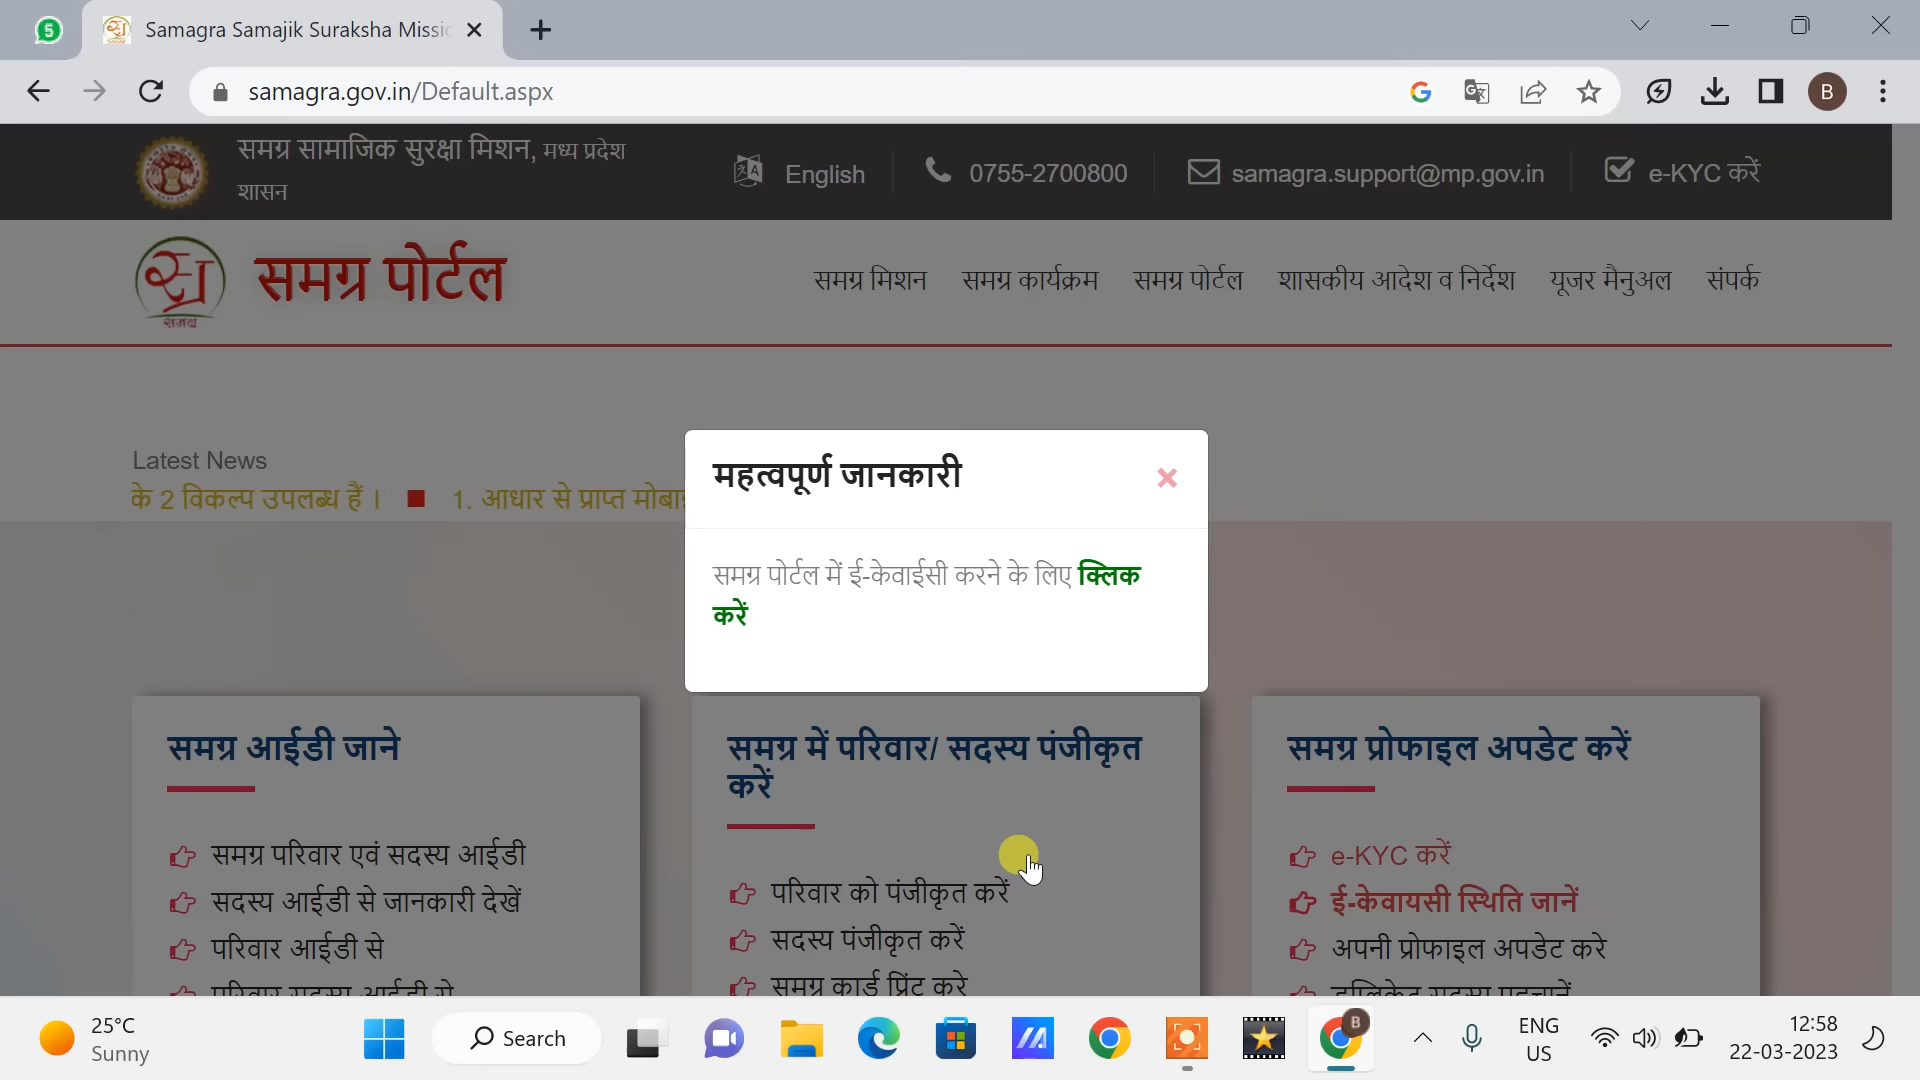 5
Samagra Samajik Suraksha Missi
samagra.gov.in/Default.aspx
B
समग्र सामाजिक सुरक्षा मिशन, मध्य प्रदेश
शासन
English
0755-2700800
samagra.support@mp.gov.in
e-KYC करें
समग्र
समग्र पोर्टल
समग्र मिशन
समग्र कार्यक्रम
समग्र पोर्टल
शासकीय आदेश व निर्देश
यूजर मैनुअल
संपर्क
Latest News
के 2 विकल्प उपलब्ध हैं ।
1. आधार से प्राप्त
महत्वपूर्ण जानकारी
समग्र पोर्टल में ई-केवाईसी करने के लिए क्लिक
करें
समग्र आईडी जाने
समग्र परिवार एवं सदस्य आईडी
सदस्य आईडी से जानकारी देखें
परिवार आईडी से
समग्र में परिवार/ सदस्य पंजीकृत
करें
परिवार को पंजीकृत करें
सदस्य पंजीकृत करें
समग्र कार्ड प्रिंट करे
समग्र प्रोफाइल अपडेट करें
e-KYC करें
ई-केवायसी स्थिति जानें
अपनी प्रोफाइल अपडेट करे
25°C
Sunny
Search
B
ENG
US
12:58
22-03-2023